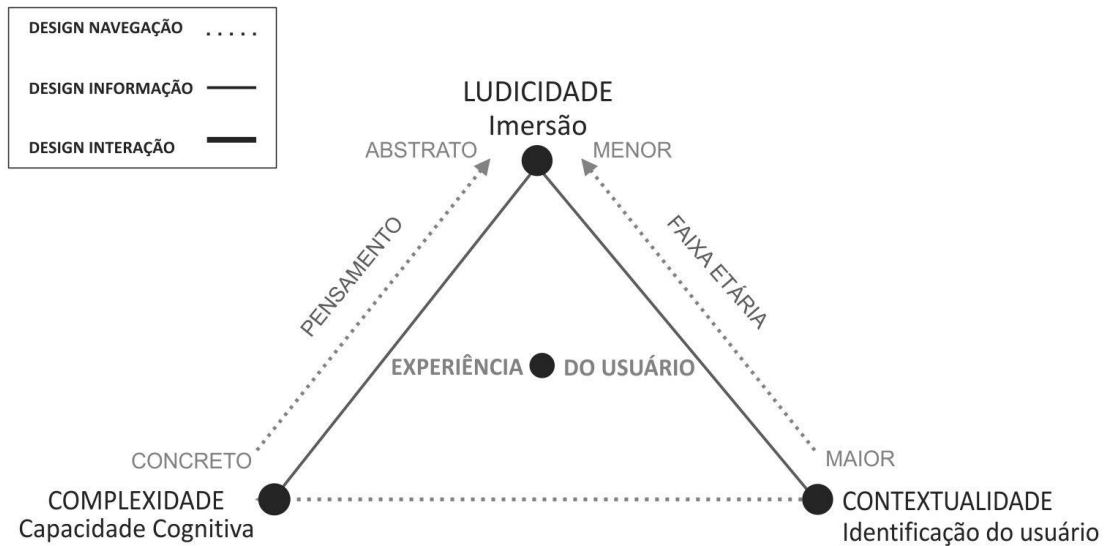 DESIGN NAVEGAÇÃO
DESIGN INFORMAÇÃO
DESIGN INTERAÇÃO
LUDICIDADE
Imersão
ABSTRATO
MENOR
PENSAMENTO
FAIXA ETÁRIA
EXPERIÊNCIA DO USUÁRIO
CONCRETO
MAIOR
COMPLEXIDADE
Capacidade Cognitiva
CONTEXTUALIDADE
Identificação do usuário